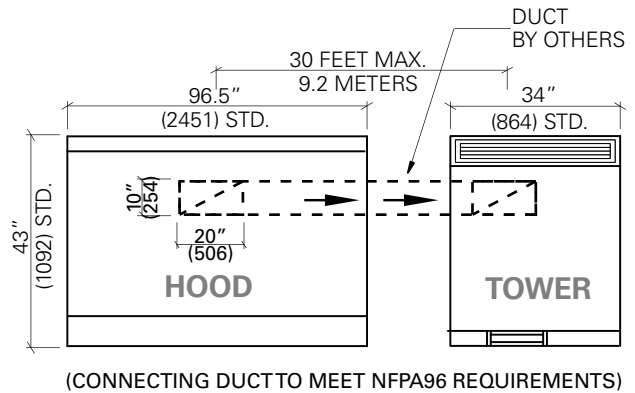 DUCT
BY OTHERS
30 FEET MAX.
9.2 METERS
96.5"
(2451) STD.
34"
(864) STD.
43"
(1092) STD.
10"
(254)
20"
(506)
HOOD
TOWER
(CONNECTING DUCT TO MEET NFPA96 REQUIREMENTS)